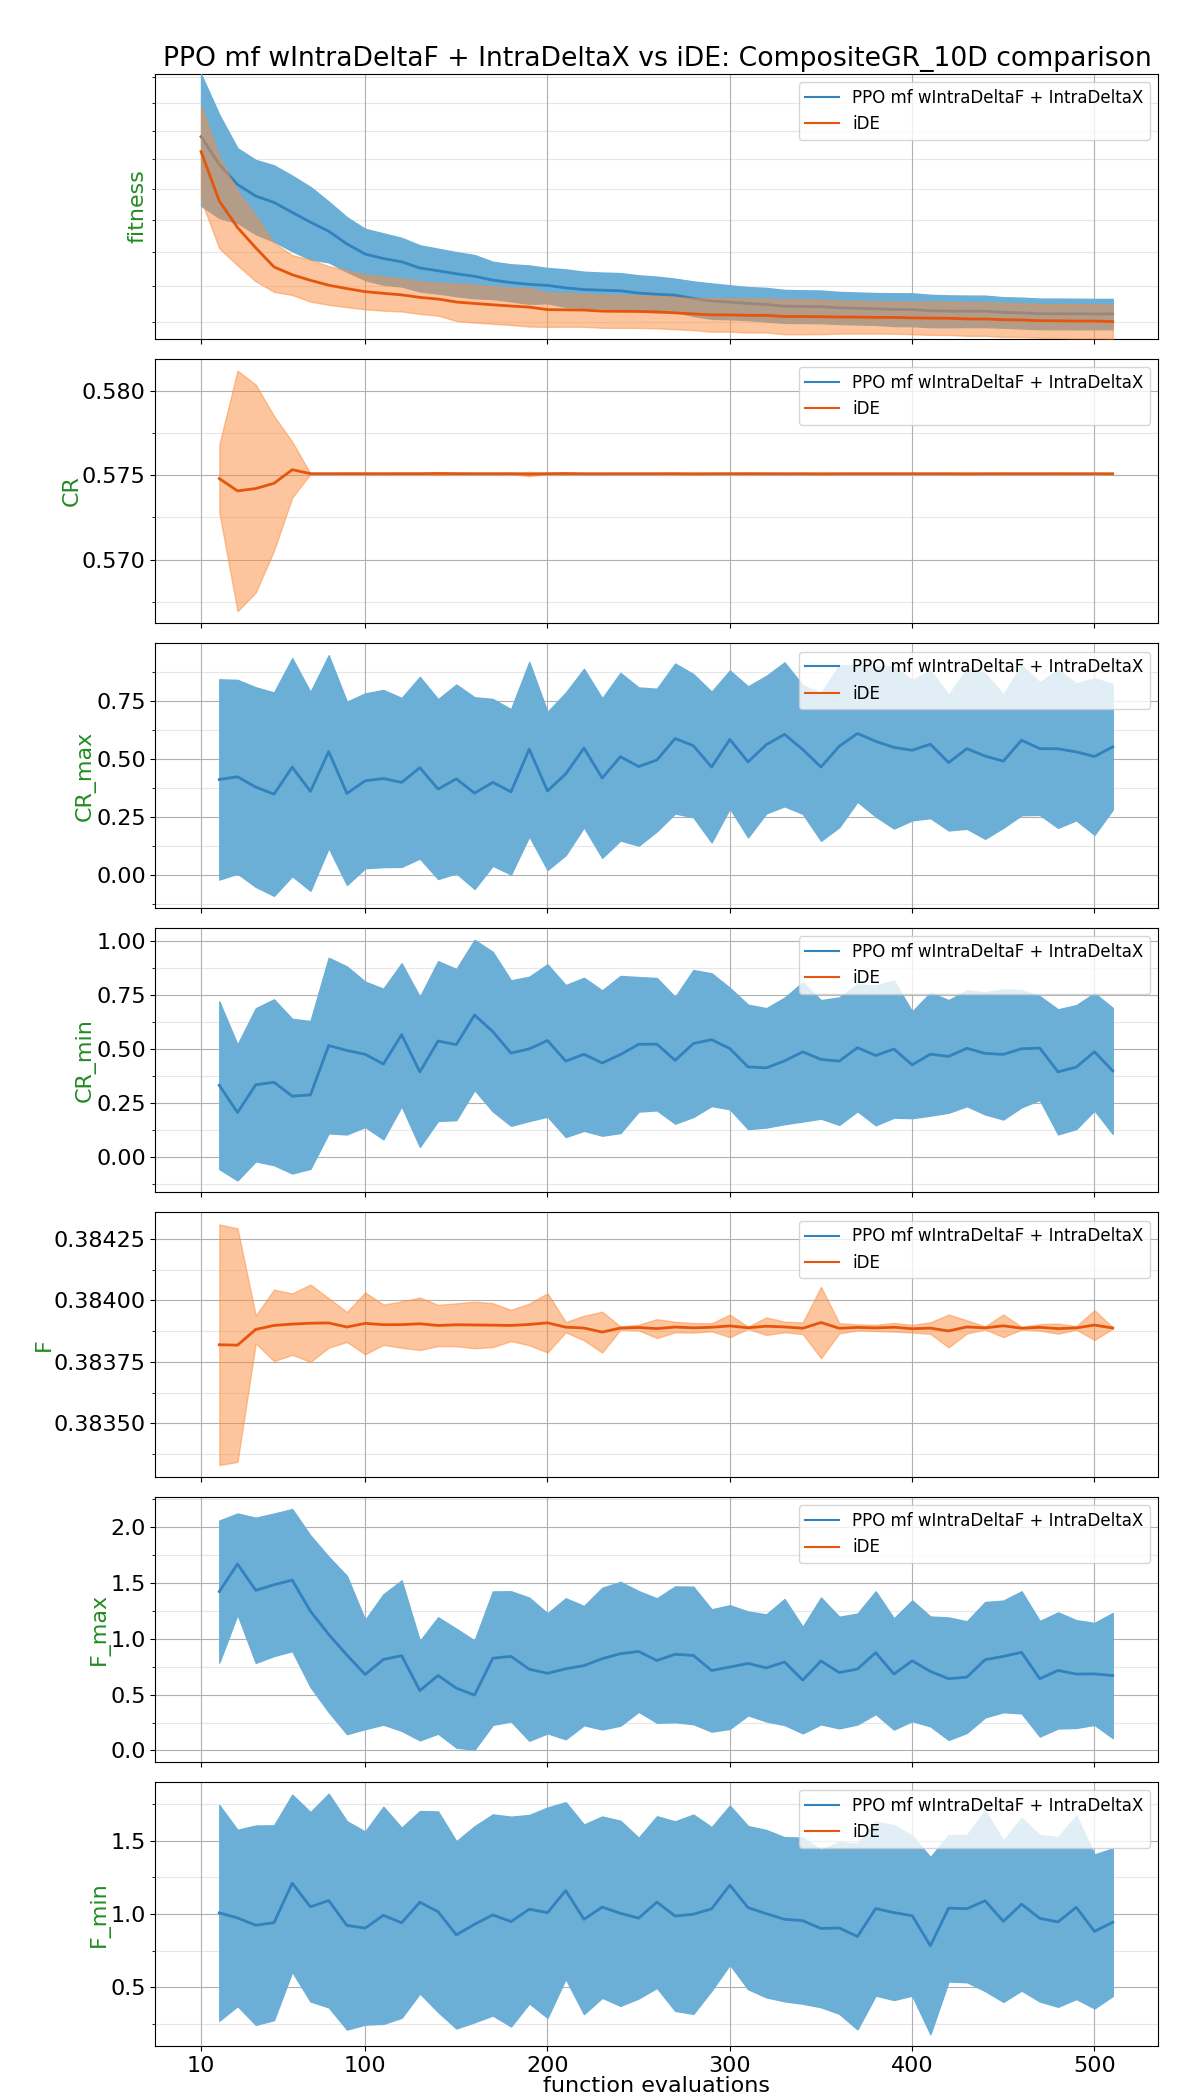 PPO mf wIntraDeltaF + IntraDeltaX vs iDE: CompositeGR_10D comparison
fitness
PPO mf wIntraDeltaF + IntraDeltaX
iDE
CR
0.580
0.575
0.570
PPO mf wIntraDeltaF + IntraDeltaX
iDE
CR_max
0.75
0.50
0.25
0.00
PPO mf wIntraDeltaF + IntraDeltaX
iDE
CR_min
1.00
0.75
0.50
0.25
0.00
PPO mf wIntraDeltaF + IntraDeltaX
iDE
F
0.38425
0.38400
0.38375
0.38350
PPO mf wIntraDeltaF + IntraDeltaX
iDE
F_max
2.0
1.5
1.0
0.5
0.0
PPO mf wIntraDeltaF + IntraDeltaX
iDE
F_min
1.5
1.0
0.5
PPO mf wIntraDeltaF + IntraDeltaX
iDE
10 100 200 300 400 500
function evaluations